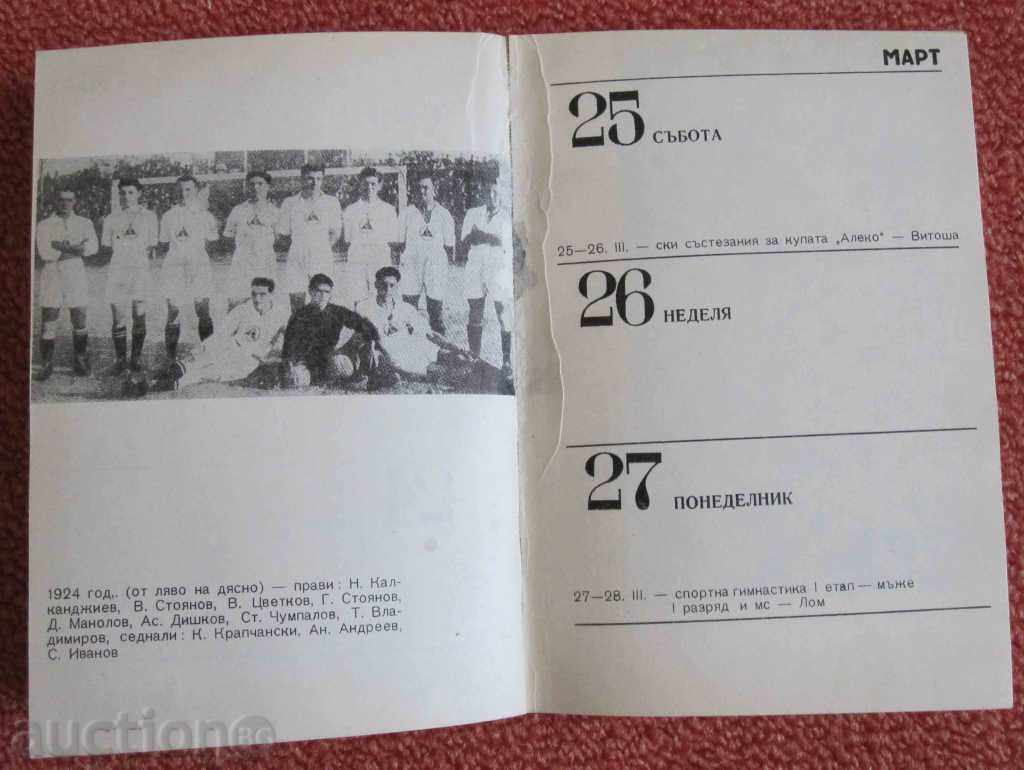 1924 год,. (от ляво на дясно) — прави : Н. Кал-
канджиев, В. Стоянов, В. Цветков, Г. Стоянов,
Д. Манолов, Ас. Дишков, Ст. Чумпалов, Т. Вла-
димиров, седнали : К. Крапчански, Ан. Андреев,
С. Иванов
МАРТ
25 СЪБОТА
25—26. III. — ски състезания за купата „Алеко“ — Витоша
26 НЕДЕЛЯ
27 ПОНЕДЕЛНИК
27—28. III. — спортна гимнастика I етап — мъже
I разряд и мс — Лом
auction BG